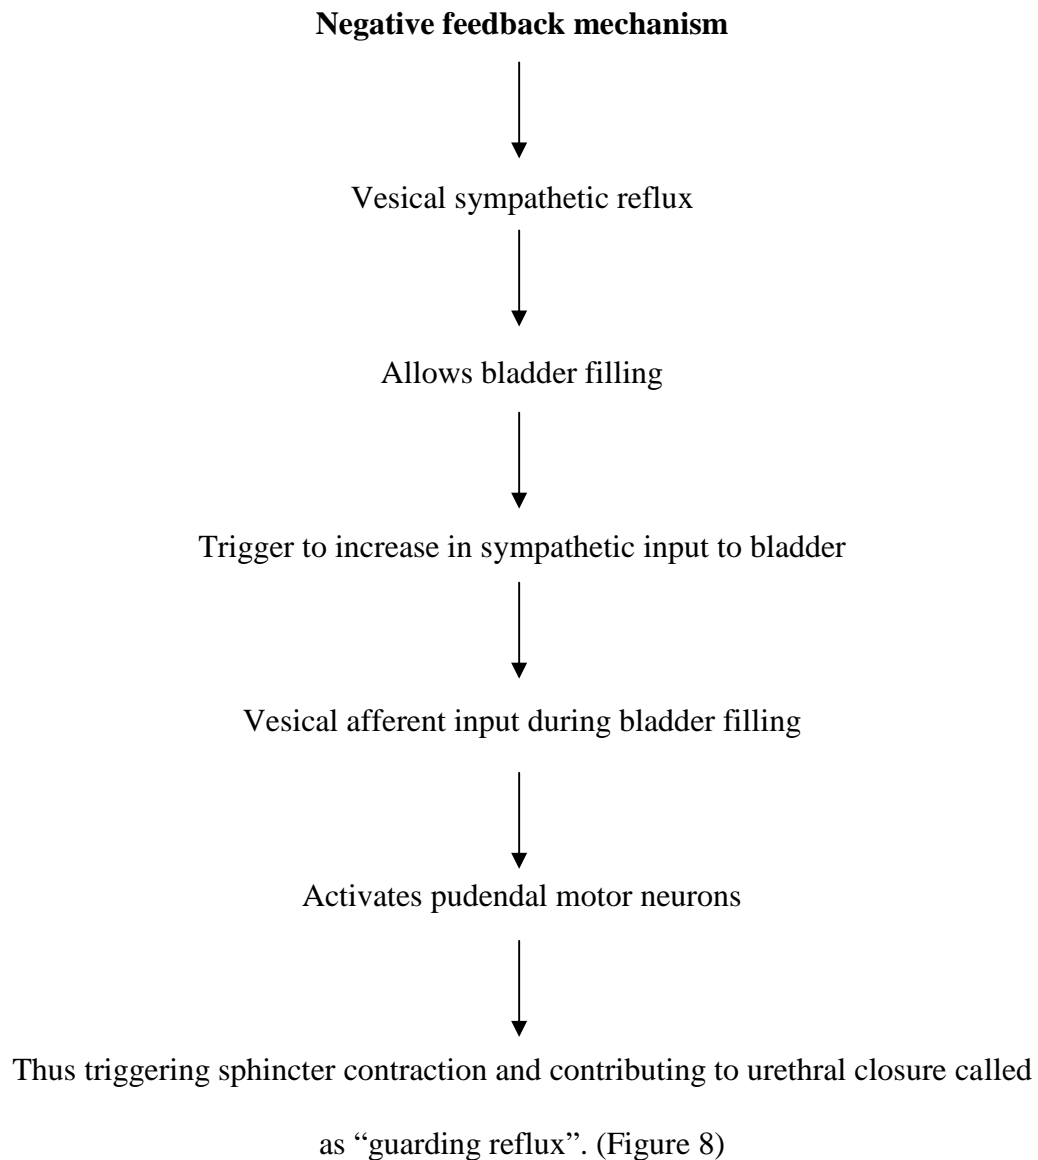 Negative feedback mechanism
Vesical sympathetic reflux
Allows bladder filling
Trigger to increase in sympathetic input to bladder
Vesical afferent input during bladder filling
Activates pudendal motor neurons
Thus triggering sphincter contraction and contributing to urethral closure called
as “guarding reflux”. (Figure 8)